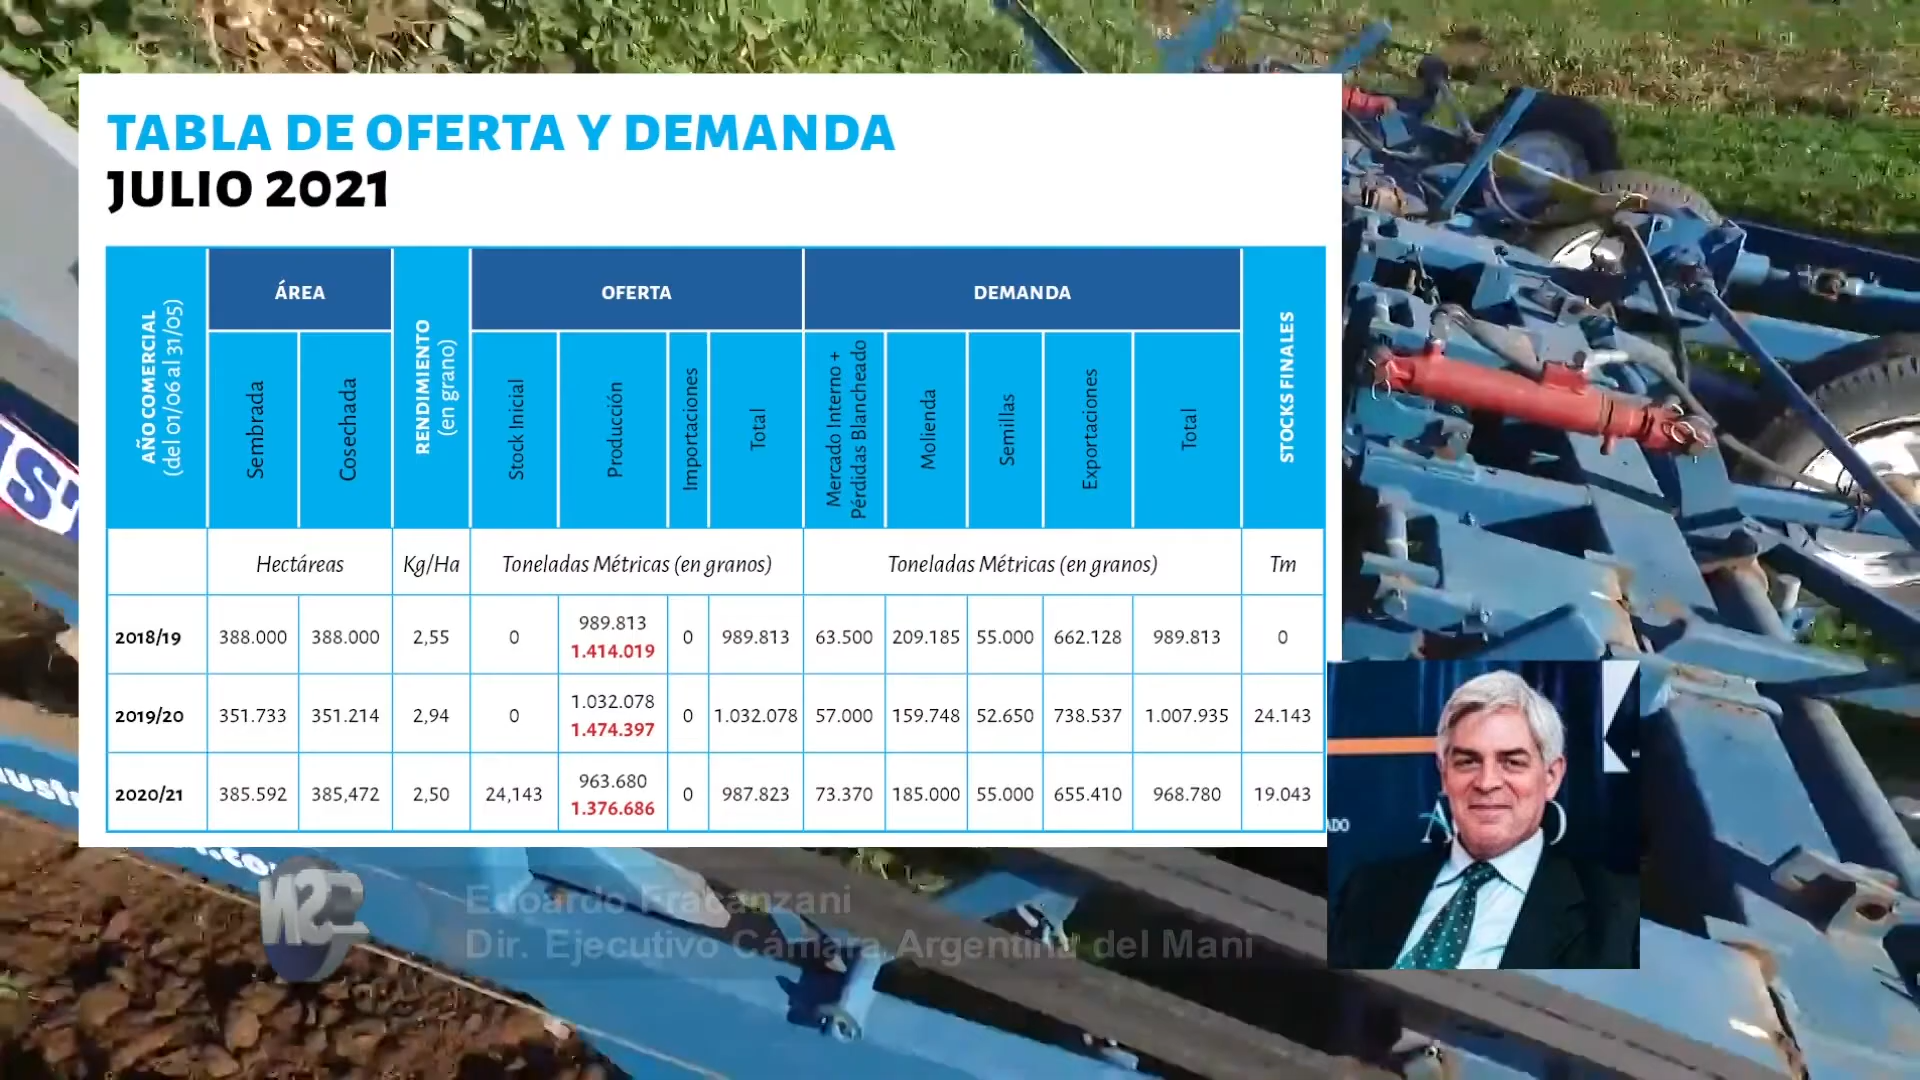 TABLA DE OFERTA Y DEMANDA
JULIO 2021
AÑO COMERCIAL
(del 01/06 al 31/05)
ÁREA
RENDIMIENTO
(en grano)
OFERTA
DEMANDA
STOCKS FINALES
Sembrada
Cosechada
Stock Inicial
Producción
Importaciones
Total
Mercado Interno +
Pérdidas Blancheado
Molienda
Semillas
Exportaciones
Total
Hectáreas Kg/Ha Toneladas Métricas (en granos) Toneladas Métricas (en granos) Tm
2018/19 388.000 388.000 2,55 0 989.813 0 989.813 63.500 209.185 55.000 662.128 989.813 0
1.414.019
2019/20 351.733 351.214 2,94 0 1.032.078 0 1.032.078 57.000 159.748 52.650 738.537 1.007.935 24.143
1.474.397
2020/21 385.592 385,472 2,50 24,143 963.680 0 987.823 73.370 185.000 55.000 655.410 968.780 19.043
1.376.686
Edoardo Fracanzani
Dir. Ejecutivo Cámara Argentina del Mani